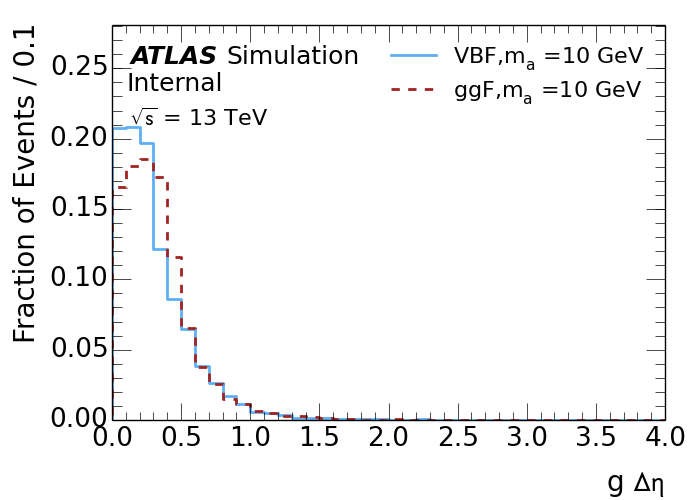 ATLAS Simulation
Internal
√s = 13 TeV
VBF,mₐ =10 GeV
ggF,mₐ =10 GeV
Fraction of Events / 0.1
0.25
0.20
0.15
0.10
0.05
0.00
0.0 0.5 1.0 1.5 2.0 2.5 3.0 3.5 4.0
g Δη